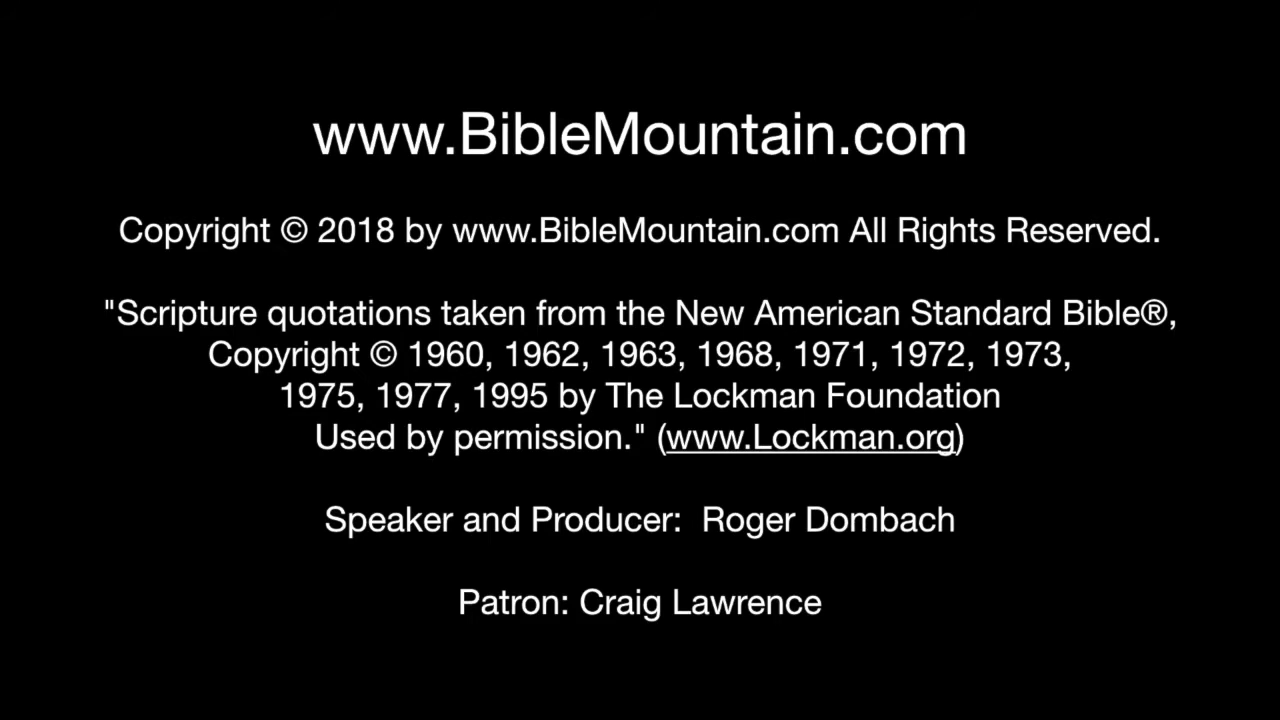 www.BibleMountain.com
Copyright © 2018 by www.BibleMountain.com All Rights Reserved.
"Scripture quotations taken from the New American Standard Bible®,
Copyright © 1960, 1962, 1963, 1968, 1971, 1972, 1973,
1975, 1977, 1995 by The Lockman Foundation
Used by permission." (www.Lockman.org)
Speaker and Producer:  Roger Dombach
Patron: Craig Lawrence